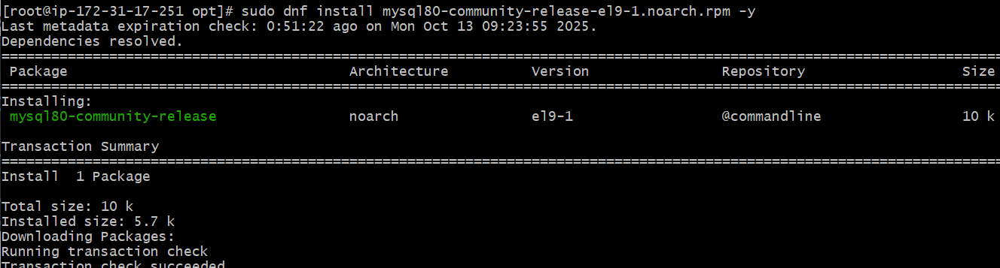 [root@ip-172-31-17-251 opt]# sudo dnf install mysql80-community-release-el9-1.noarch.rpm -y
Last metadata expiration check: 0:51:22 ago on Mon Oct 13 09:23:55 2025.
Dependencies resolved.
================================================================================
Package Architecture Version Repository Size
================================================================================
Installing:
mysql80-community-release noarch el9-1 @commandline 10 k
Transaction Summary
================================================================================
Install  1 Package
Total size: 10 k
Installed size: 5.7 k
Downloading Packages:
Running transaction check
Transaction check succeeded